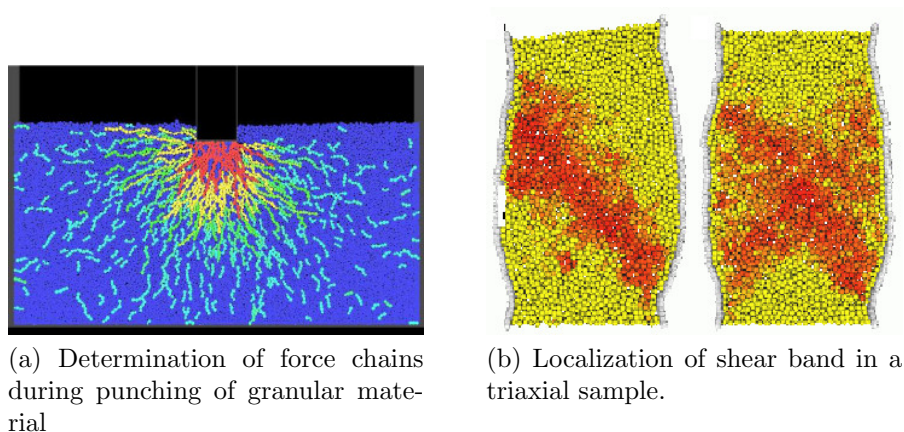 (a) Determination of force chains
during punching of granular mate-
rial
(b) Localization of shear band in a
triaxial sample.